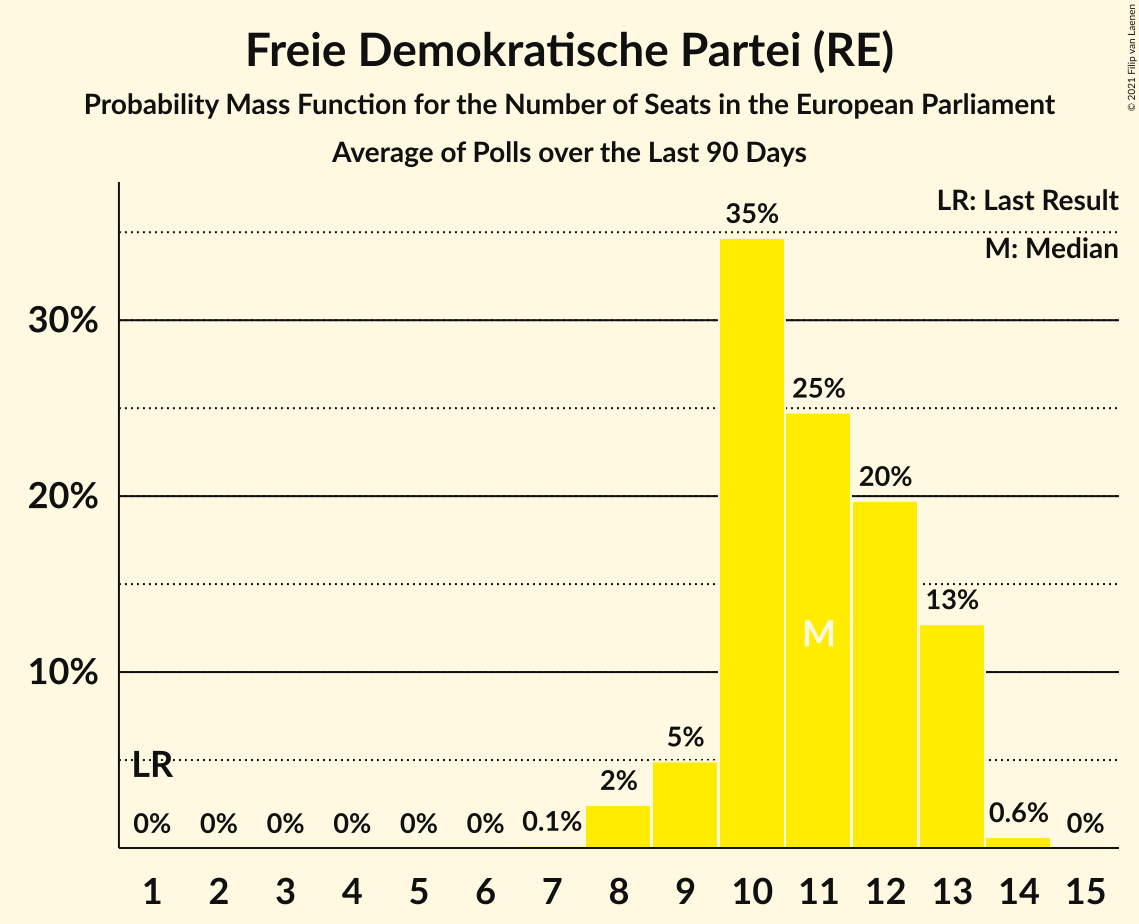 Freie Demokratische Partei (RE)
Probability Mass Function for the Number of Seats in the European Parliament
Average of Polls over the Last 90 Days
© 2021 Filip van Laenen
LR: Last Result
M: Median
35%
30%
25%
20%
20%
13%
M
10%
5%
LR
2%
0% 0% 0% 0% 0% 0% 0.1% 0.6% 0%
1 2 3 4 5 6 7 8 9 10 11 12 13 14 15